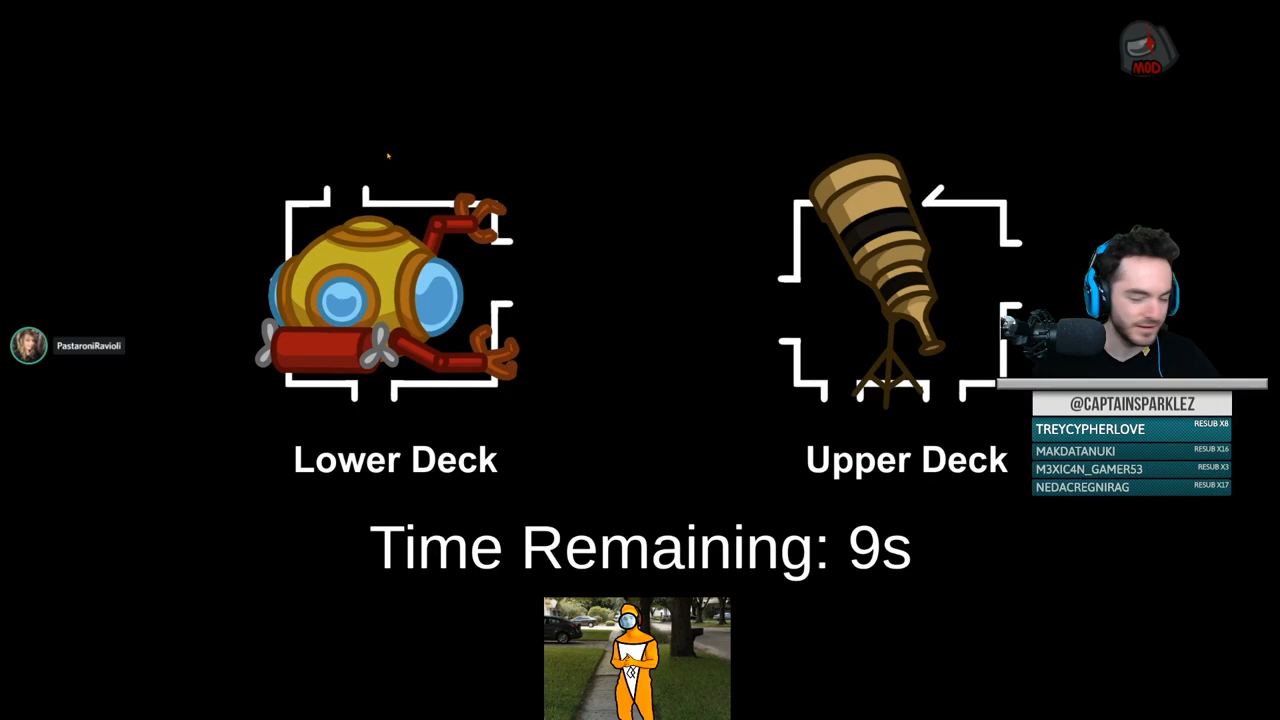 MOD
PastaroniRavioli
Lower Deck
Upper Deck
@CAPTAINSPARKLEZ
TREYCYPHERLOVE RESUB X8
MAKDATANUKI RESUB X16
M3XIC4N_GAMER53 RESUB X3
NEDACREGNIRAG RESUB X17
Time Remaining: 9s